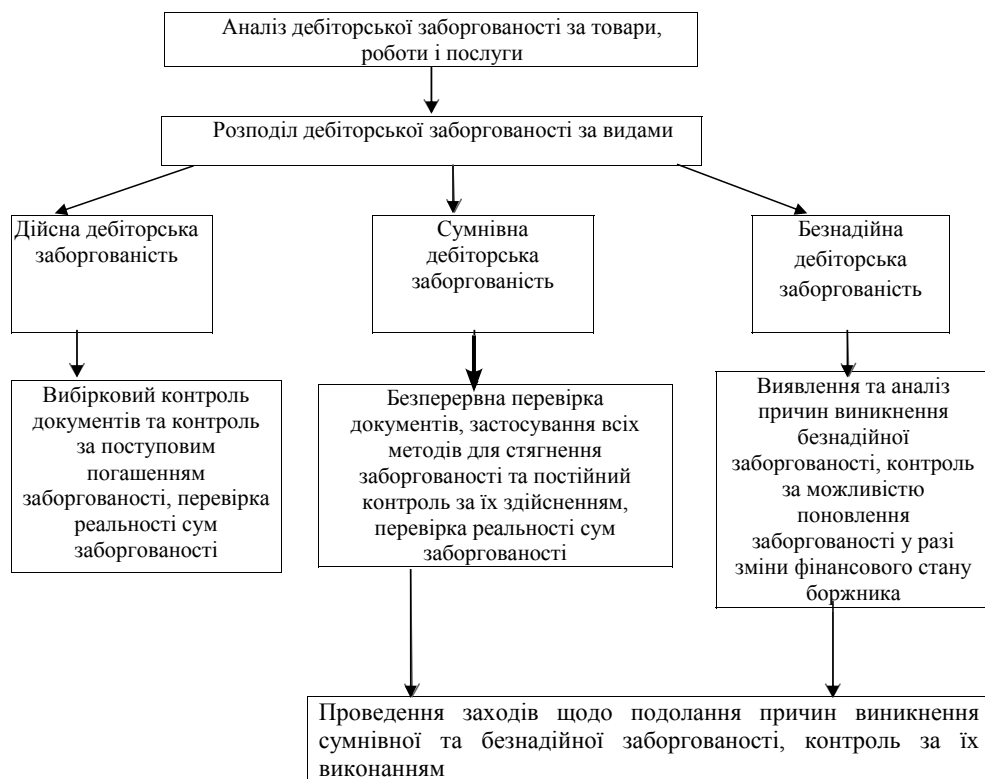 Аналіз дебіторської заборгованості за товари,
роботи і послуги
Розподіл дебіторської заборгованості за видами
Дійсна дебіторська
заборгованість
Сумнівна
дебіторська
заборгованість
Безнадійна
дебіторська
заборгованість
Вибірковий контроль
документів та контроль
за поступовим
погашенням
заборгованості, перевірка
реальності сум
заборгованості
Безперервна перевірка
документів, застосування всіх
методів для стягнення
заборгованості та постійний
контроль за їх здійсненням,
перевірка реальності сум
заборгованості
Виявлення та аналіз
причин виникнення
безнадійної
заборгованості, контроль
за можливістю
поновлення
заборгованості у разі
зміни фінансового стану
боржника
Проведення заходів щодо подолання причин виникнення
сумнівної та безнадійної заборгованості, контроль за їх
виконанням